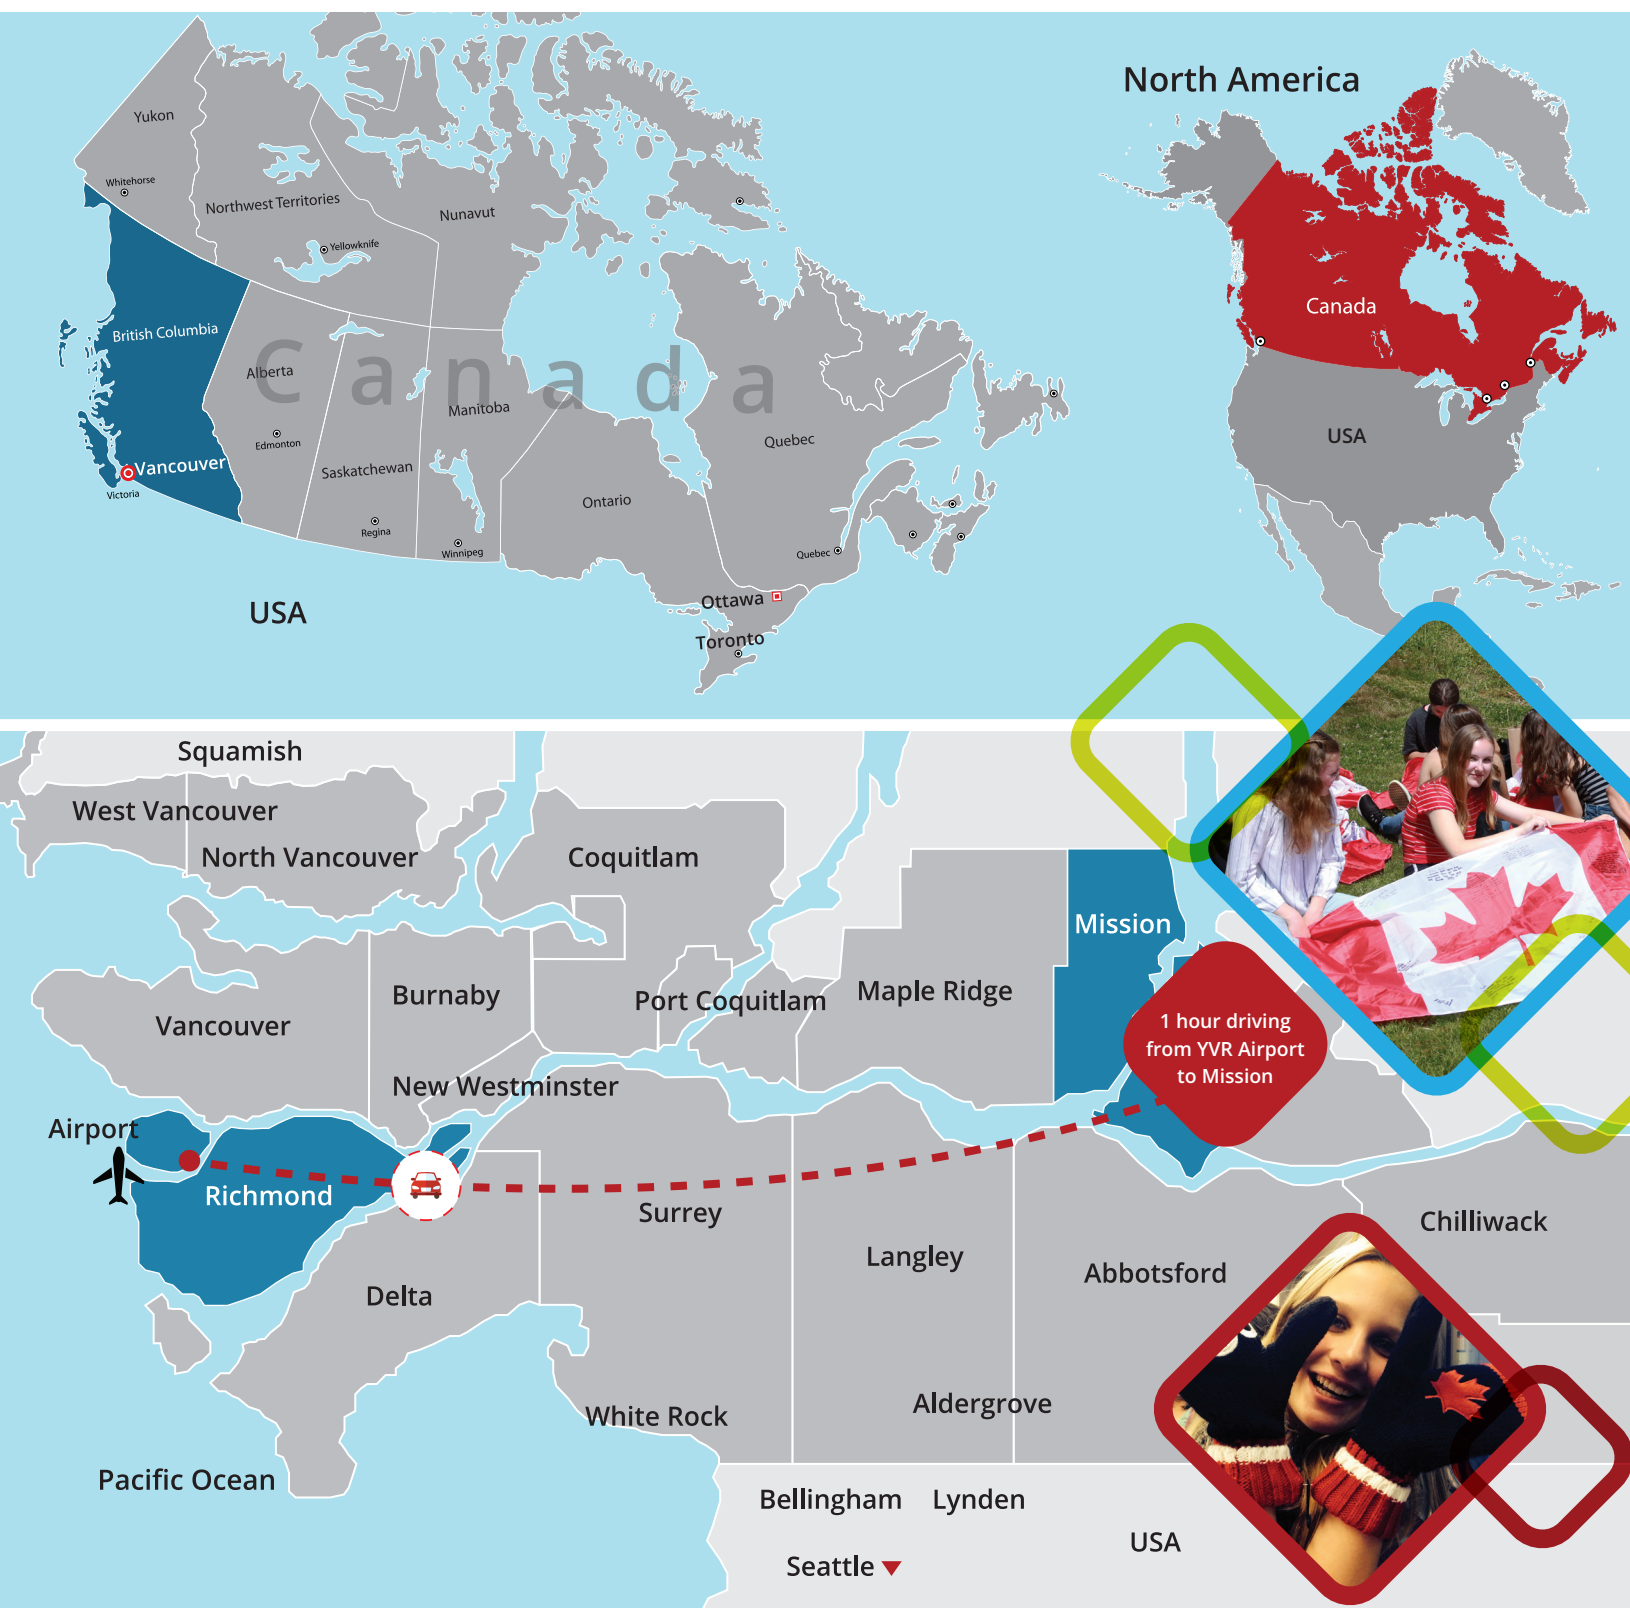 North America
Yukon
Whitehorse
Northwest Territories
Nunavut
Yellowknife
British Columbia
Canada
Alberta
Manitoba
Edmonton
Saskatchewan
Vancouver
Victoria
Regina
Winnipeg
Ontario
Quebec
Quebec
Ottawa
Toronto
USA
Canada
USA
Squamish
West Vancouver
North Vancouver
Coquitlam
Mission
Burnaby
Port Coquitlam
Maple Ridge
Vancouver
1 hour driving
from YVR Airport
to Mission
New Westminster
Airport
Richmond
Surrey
Chilliwack
Langley
Abbotsford
Delta
White Rock
Aldergrove
Pacific Ocean
Bellingham
Lynden
USA
Seattle